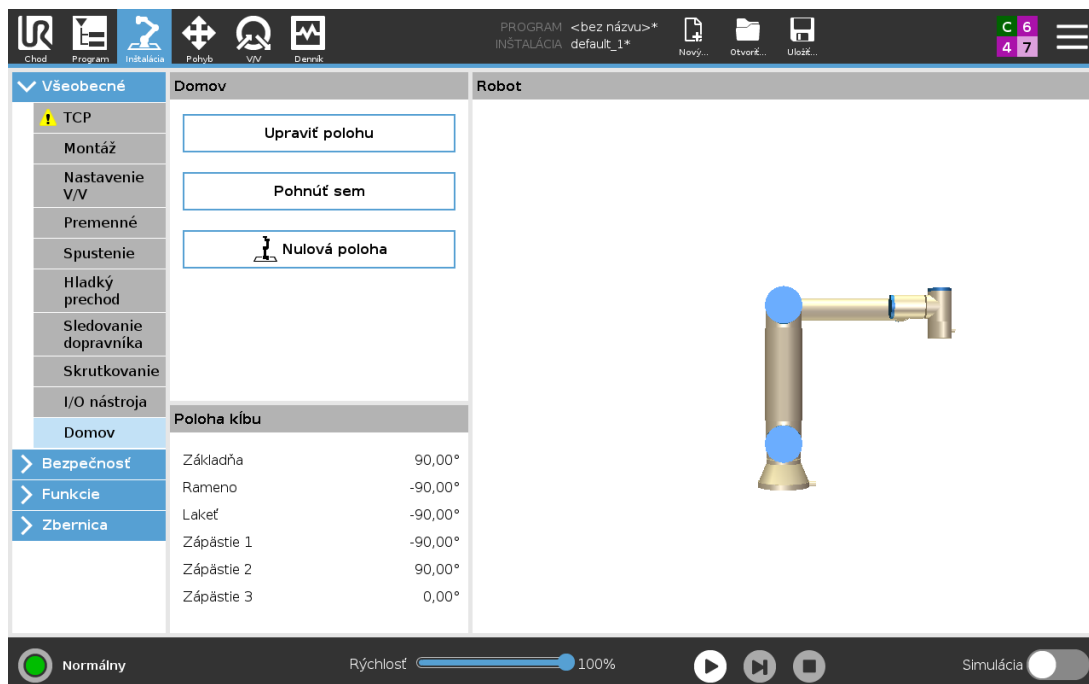 PROGRAM <bez názvu>*
INŠTALÁCIA default_1*
C 6
4 7
Chod
Program
Inštalácia
Pohyb
V/V
Denník
Nový...
Otvoriť...
Uložiť...
Všeobecné
TCP
Montáž
Nastavenie
V/V
Premenné
Spustenie
Hladký
prechod
Sledovanie
dopravníka
Skrutkovanie
I/O nástroja
Domov
Bezpečnosť
Funkcie
Zbernica
Domov
Upraviť polohu
Pohnúť sem
Nulová poloha
Poloha kĺbu
Základňa 90,00°
Rameno -90,00°
Lakeť -90,00°
Zápästie 1 -90,00°
Zápästie 2 90,00°
Zápästie 3 0,00°
Robot
Normálny
Rýchlosť 100%
Simulácia